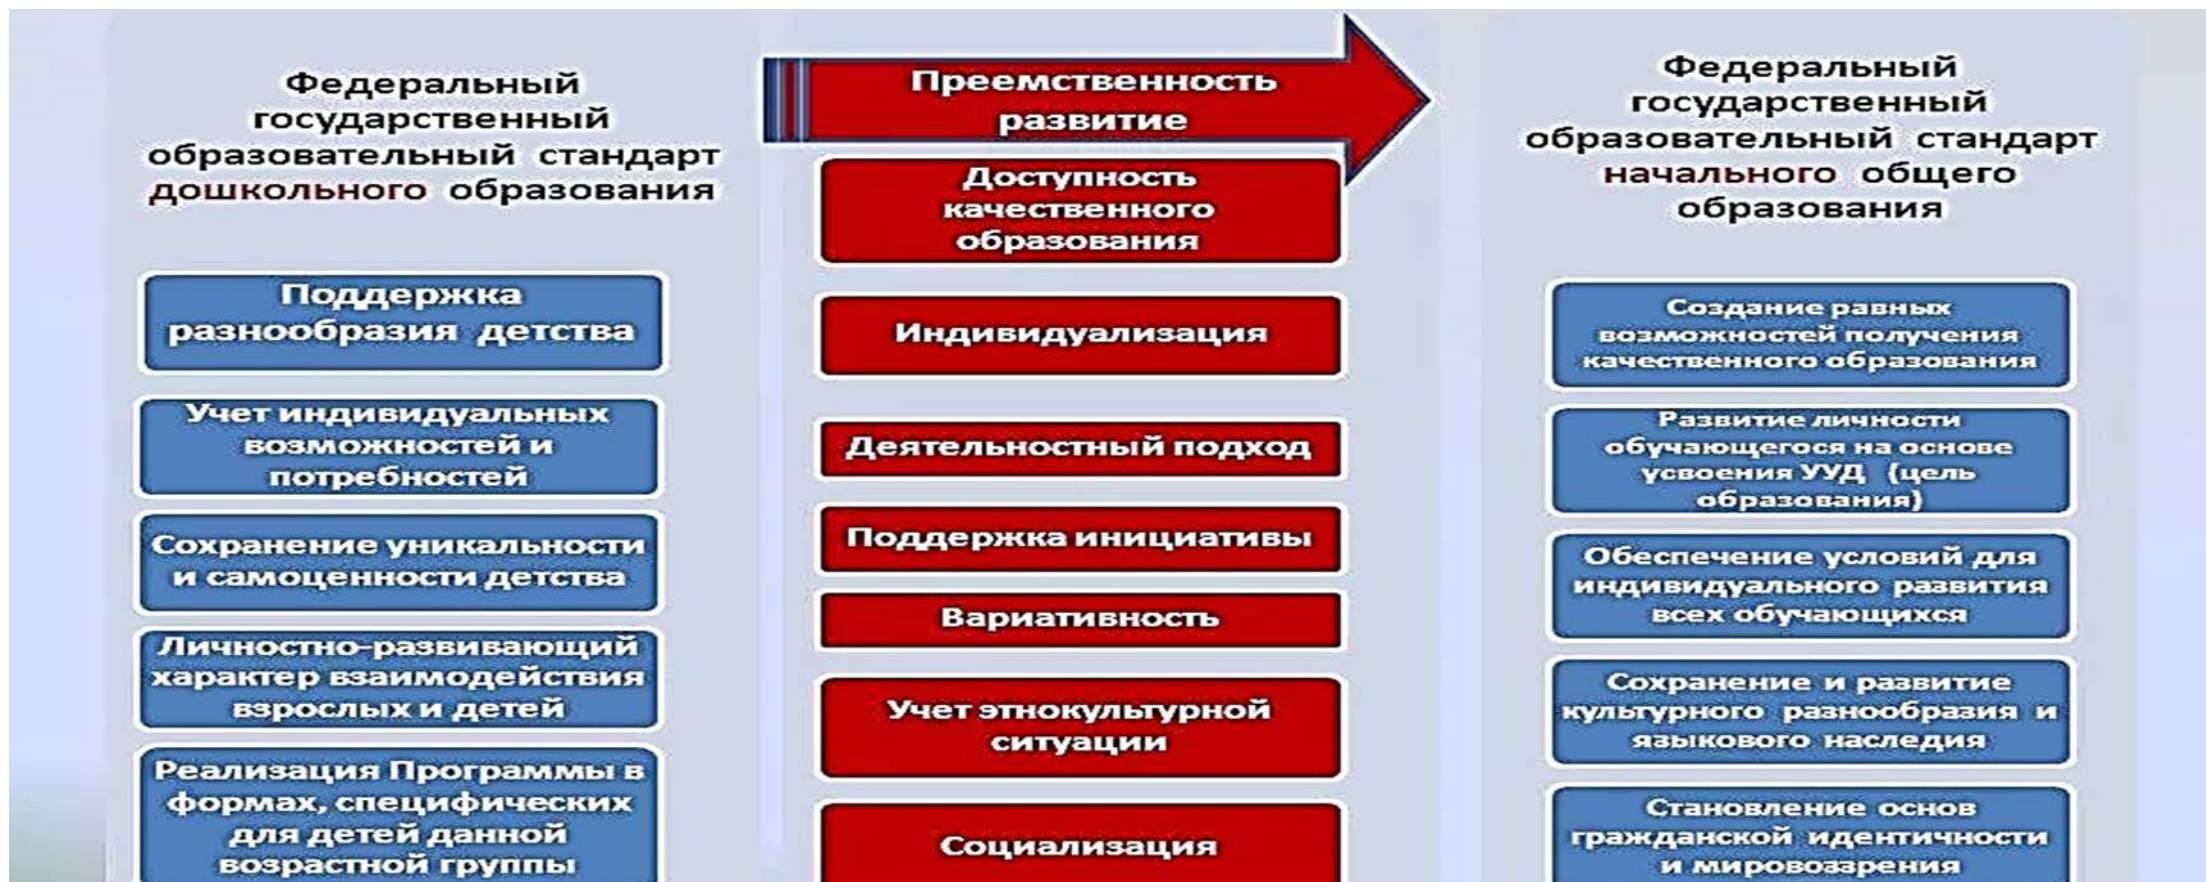 Федеральный
государственный
образовательный стандарт
дошкольного образования
Поддержка
разнообразия детства
Учет индивидуальных
возможностей и
потребностей
Сохранение уникальности
и самоценности детства
Личностно-развивающий
характер взаимодействия
взрослых и детей
Реализация Программы в
формах, специфических
для детей данной
возрастной группы
Преемственность
развитие
Доступность
качественного
образования
Индивидуализация
Деятельностный подход
Поддержка инициативы
Вариативность
Учет этнокультурной
ситуации
Социализация
Федеральный
государственный
образовательный стандарт
начального общего
образования
Создание равных
возможностей получения
качественного образования
Развитие личности
обучающегося на основе
усвоения УУД (цель
образования)
Обеспечение условий для
индивидуального развития
всех обучающихся
Сохранение и развитие
культурного разнообразия и
языкового наследия
Становление основ
гражданской идентичности
и мировоззрения